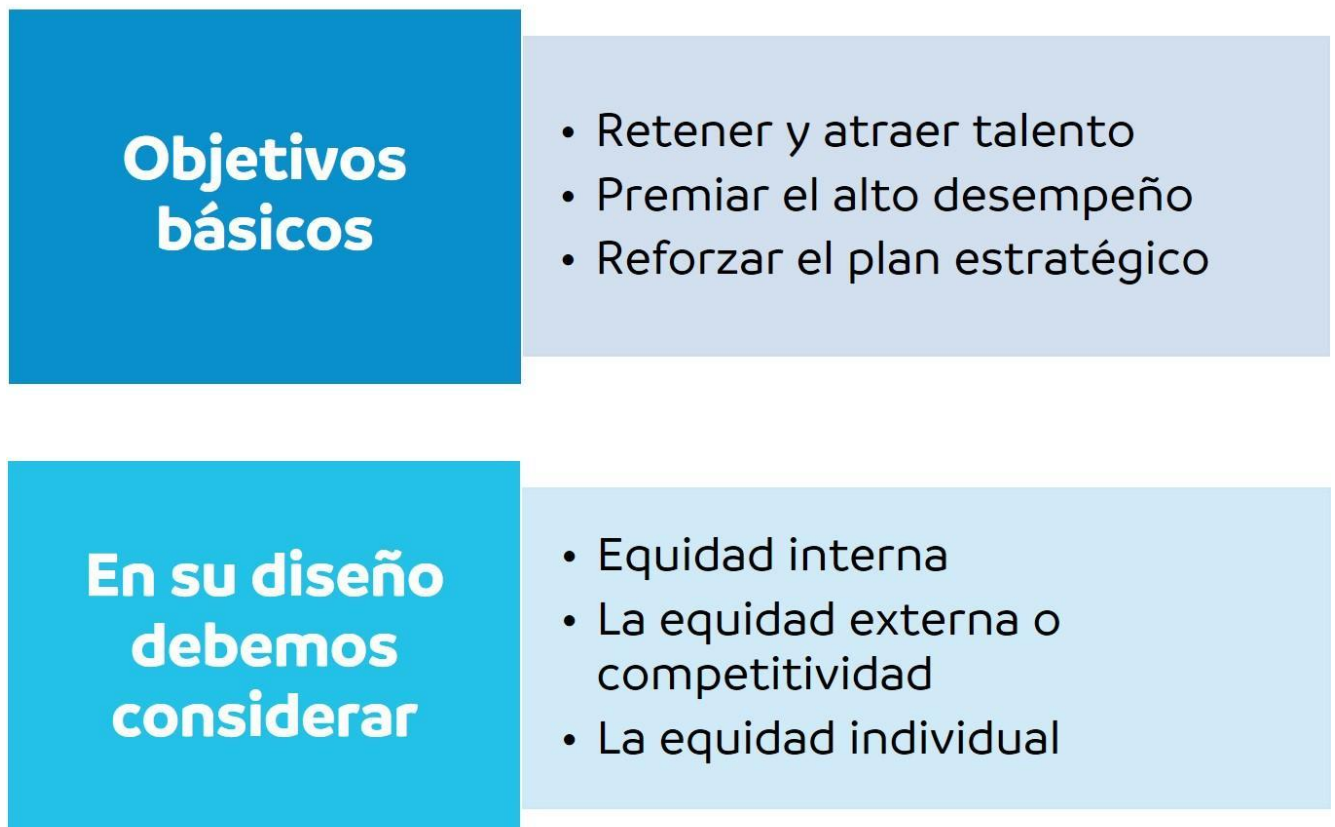 Objetivos
básicos
• Retener y atraer talento
• Premiar el alto desempeño
• Reforzar el plan estratégico
En su diseño
debemos
considerar
• Equidad interna
• La equidad externa o
competitividad
• La equidad individual